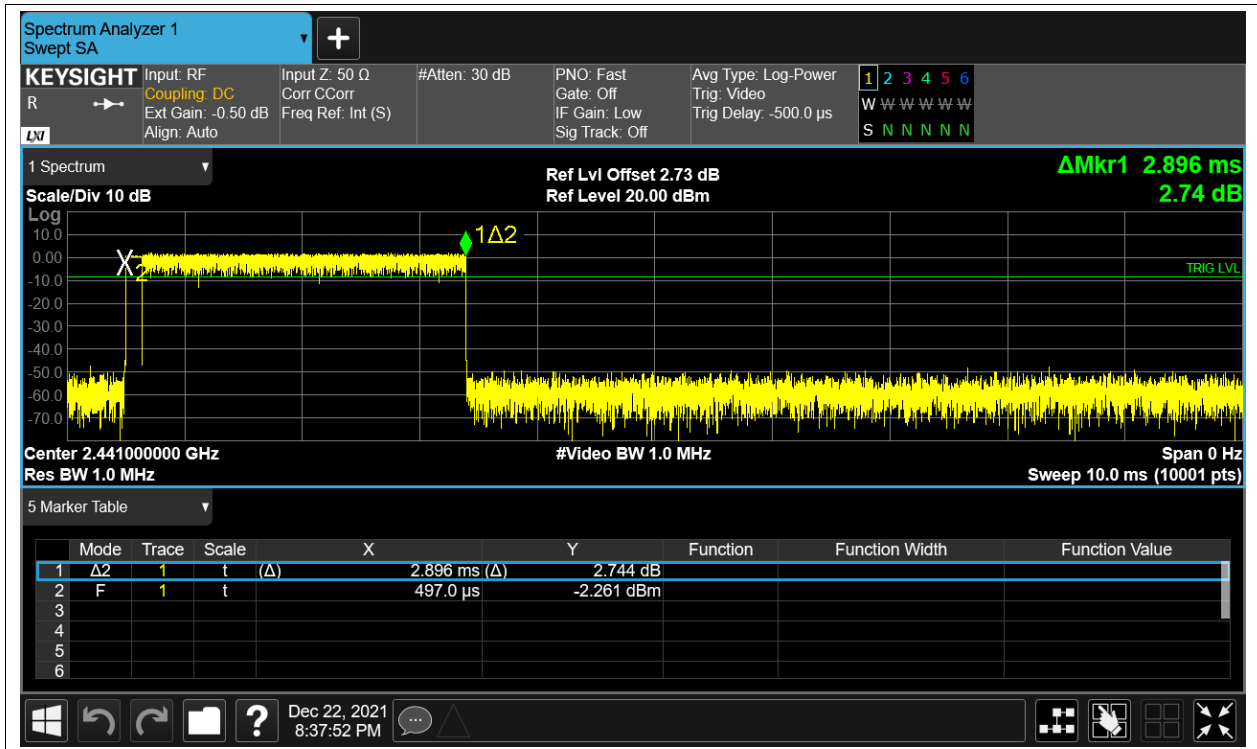 Spectrum Analyzer 1
Swept SA
KEYSIGHT
R
LXI
Input: RF
Coupling: DC
Ext Gain: -0.50 dB
Align: Auto
Input Z: 50 Ω
Corr CCorr
Freq Ref: Int (S)
#Atten: 30 dB
PNO: Fast
Gate: Off
IF Gain: Low
Sig Track: Off
Avg Type: Log-Power
Trig: Video
Trig Delay: -500.0 µs
1 2 3 4 5 6
W W W W W W
S N N N N N
1 Spectrum
Scale/Div 10 dB
Ref Lvl Offset 2.73 dB
Ref Level 20.00 dBm
ΔMkr1 2.896 ms
2.74 dB
Log
10.0
0.00
-10.0
-20.0
-30.0
-40.0
-50.0
-60.0
-70.0
X
2
1Δ2
TRIG LVL
Center 2.441000000 GHz #Video BW 1.0 MHz Span 0 Hz
Res BW 1.0 MHz Sweep 10.0 ms (10001 pts)
5 Marker Table
Mode Trace Scale X Y Function Function Width Function Value
1 Δ2 1 t (Δ) 2.896 ms (Δ) 2.744 dB
2 F 1 t 497.0 µs -2.261 dBm
3
4
5
6
?
Dec 22, 2021
8:37:52 PM